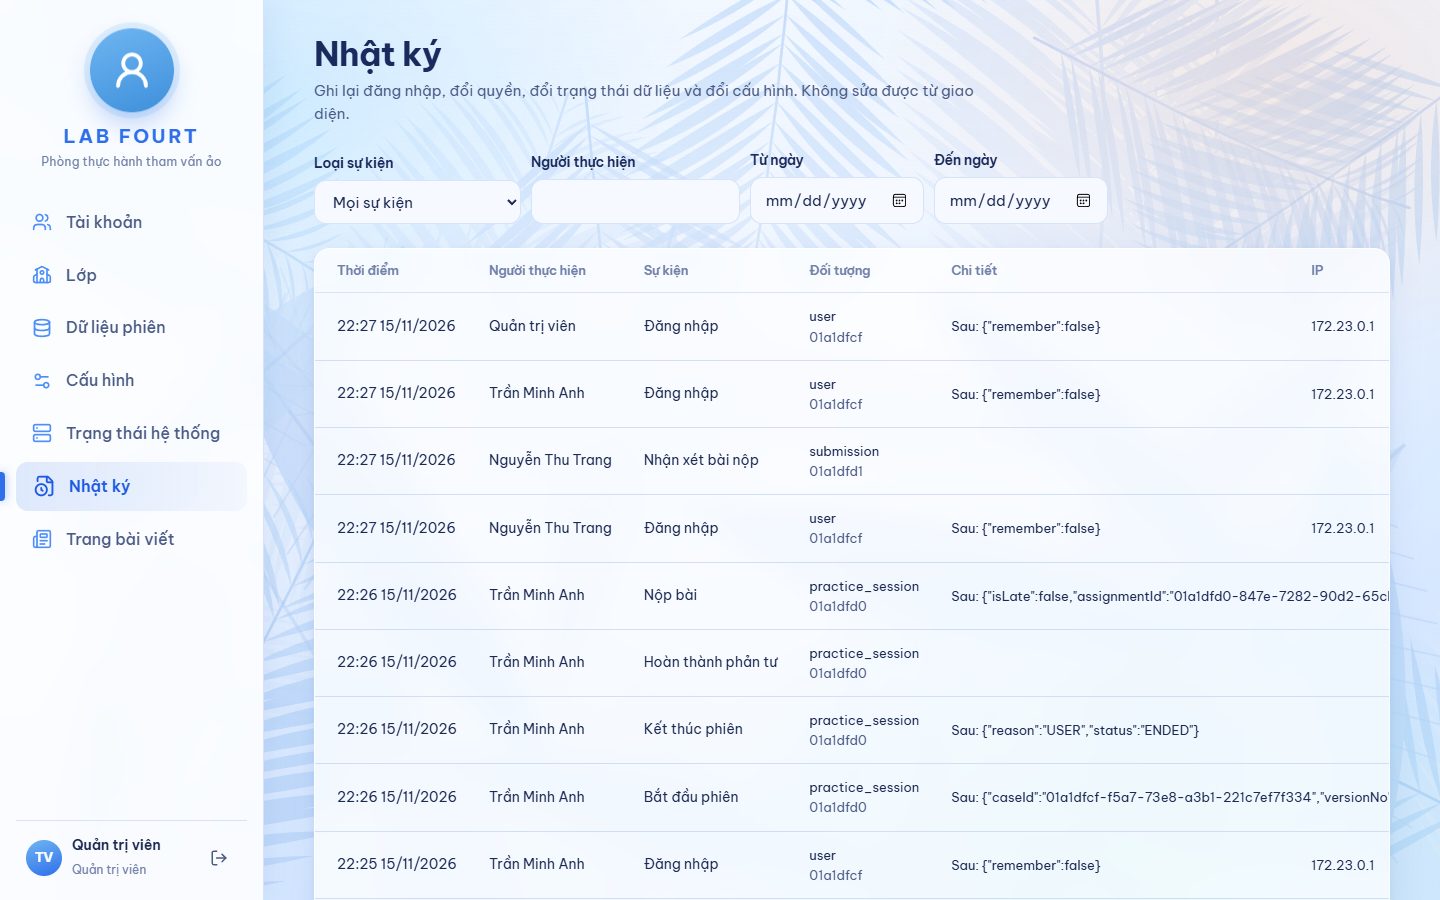 LAB FOURT
Phòng thực hành tham vấn ảo
Tài khoản
Lớp
Dữ liệu phiên
Cấu hình
Trạng thái hệ thống
Nhật ký
Trang bài viết
TV
Quản trị viên
Quản trị viên
Nhật ký
Ghi lại đăng nhập, đổi quyền, đổi trạng thái dữ liệu và đổi cấu hình. Không sửa được từ giao
diện.
Loại sự kiện Người thực hiện Từ ngày Đến ngày
Mọi sự kiện mm/dd/yyyy mm/dd/yyyy
Thời điểm Người thực hiện Sự kiện Đối tượng Chi tiết IP
22:27 15/11/2026 Quản trị viên Đăng nhập user Sau: {"remember":false} 172.23.0.1
01a1dfcf
22:27 15/11/2026 Trần Minh Anh Đăng nhập user Sau: {"remember":false} 172.23.0.1
01a1dfcf
22:27 15/11/2026 Nguyễn Thu Trang Nhận xét bài nộp submission
01a1dfd1
22:27 15/11/2026 Nguyễn Thu Trang Đăng nhập user Sau: {"remember":false} 172.23.0.1
01a1dfcf
22:26 15/11/2026 Trần Minh Anh Nộp bài practice_session Sau: {"isLate":false,"assignmentId":"01a1dfd0-847e-7282-90d2-65c
01a1dfd0
22:26 15/11/2026 Trần Minh Anh Hoàn thành phản tư practice_session
01a1dfd0
22:26 15/11/2026 Trần Minh Anh Kết thúc phiên practice_session Sau: {"reason":"USER","status":"ENDED"}
01a1dfd0
22:26 15/11/2026 Trần Minh Anh Bắt đầu phiên practice_session Sau: {"caseId":"01a1dfcf-f5a7-73e8-a3b1-221c7ef7f334","versionNo"
01a1dfd0
22:25 15/11/2026 Trần Minh Anh Đăng nhập user Sau: {"remember":false} 172.23.0.1
01a1dfcf